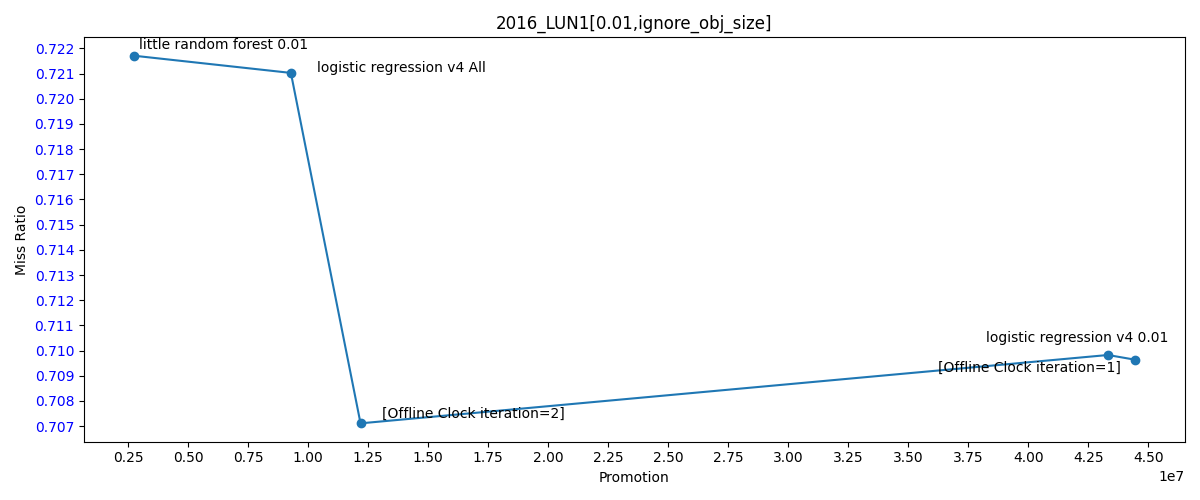 2016_LUN1[0.01,ignore_obj_size]
little random forest 0.01
logistic regression v4 All
logistic regression v4 0.01
[Offline Clock iteration=1]
[Offline Clock iteration=2]
Miss Ratio
0.722
0.721
0.720
0.719
0.718
0.717
0.716
0.715
0.714
0.713
0.712
0.711
0.710
0.709
0.708
0.707
0.25 0.50 0.75 1.00 1.25 1.50 1.75 2.00 2.25 2.50 2.75 3.00 3.25 3.50 3.75 4.00 4.25 4.50
1e7
Promotion